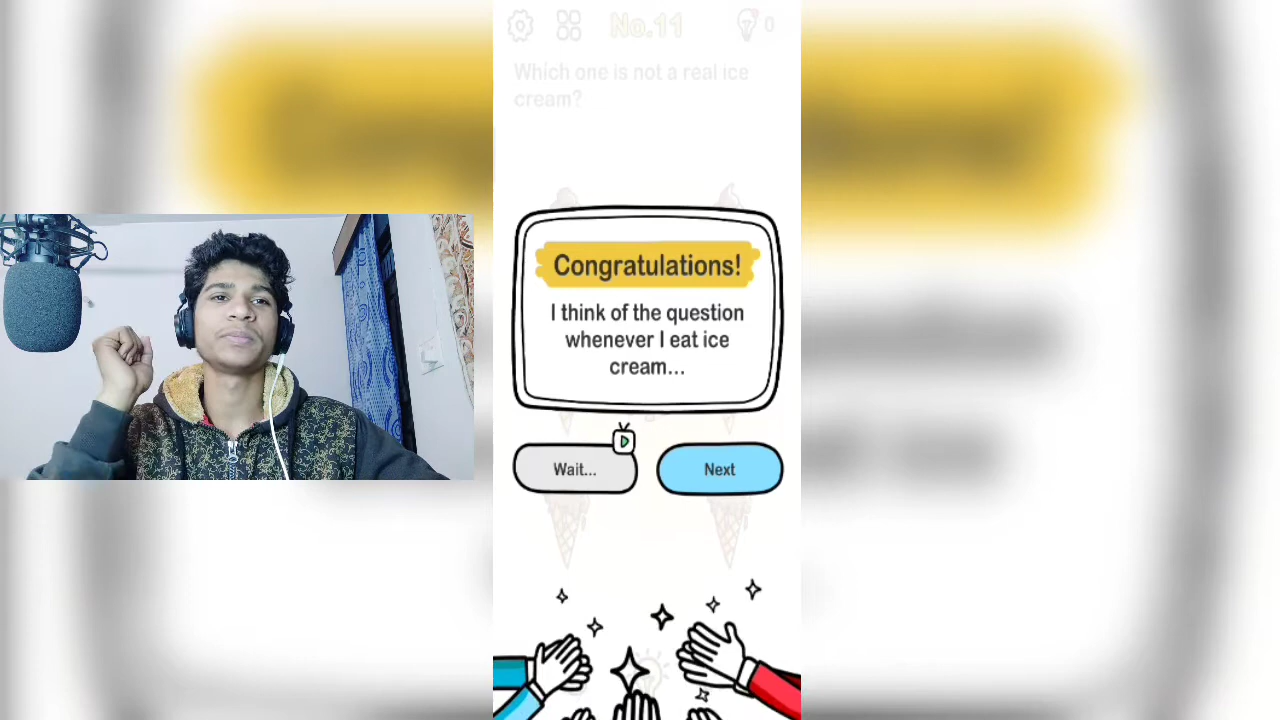 No.11
0
Which one is not a real ice
cream?
Congratulations!
I think of the question
whenever I eat ice
cream...
Wait...
Next